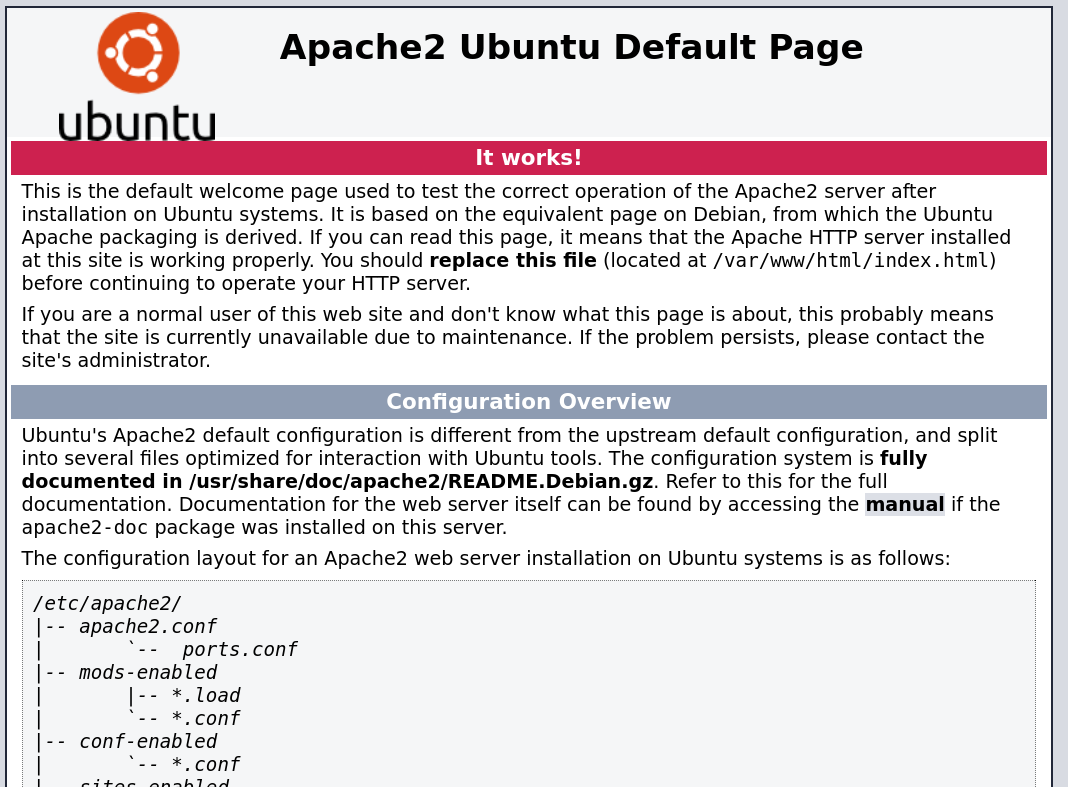 ubuntu
Apache2 Ubuntu Default Page
It works!
This is the default welcome page used to test the correct operation of the Apache2 server after
installation on Ubuntu systems. It is based on the equivalent page on Debian, from which the Ubuntu
Apache packaging is derived. If you can read this page, it means that the Apache HTTP server installed
at this site is working properly. You should replace this file (located at /var/www/html/index.html)
before continuing to operate your HTTP server.
If you are a normal user of this web site and don't know what this page is about, this probably means
that the site is currently unavailable due to maintenance. If the problem persists, please contact the
site's administrator.
Configuration Overview
Ubuntu's Apache2 default configuration is different from the upstream default configuration, and split
into several files optimized for interaction with Ubuntu tools. The configuration system is fully
documented in /usr/share/doc/apache2/README.Debian.gz. Refer to this for the full
documentation. Documentation for the web server itself can be found by accessing the manual if the
apache2-doc package was installed on this server.
The configuration layout for an Apache2 web server installation on Ubuntu systems is as follows:
/etc/apache2/
|-- apache2.conf
|       `--  ports.conf
|-- mods-enabled
|       |-- *.load
|       `-- *.conf
|-- conf-enabled
|       `-- *.conf
|-- sites-enabled